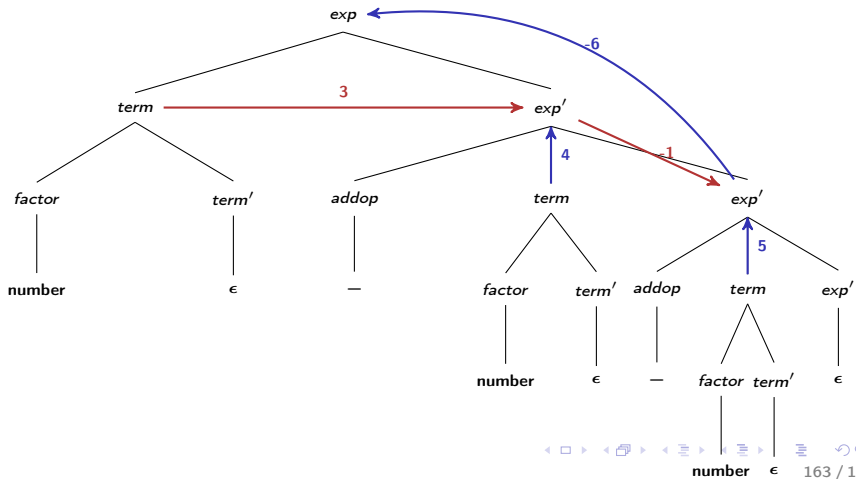 exp
-6
3
term exp′
4 -1
factor term′ addop term exp′
5
number ϵ − factor term′ addop term exp′
number ϵ − factor term′ ϵ
number ϵ 163 / 1